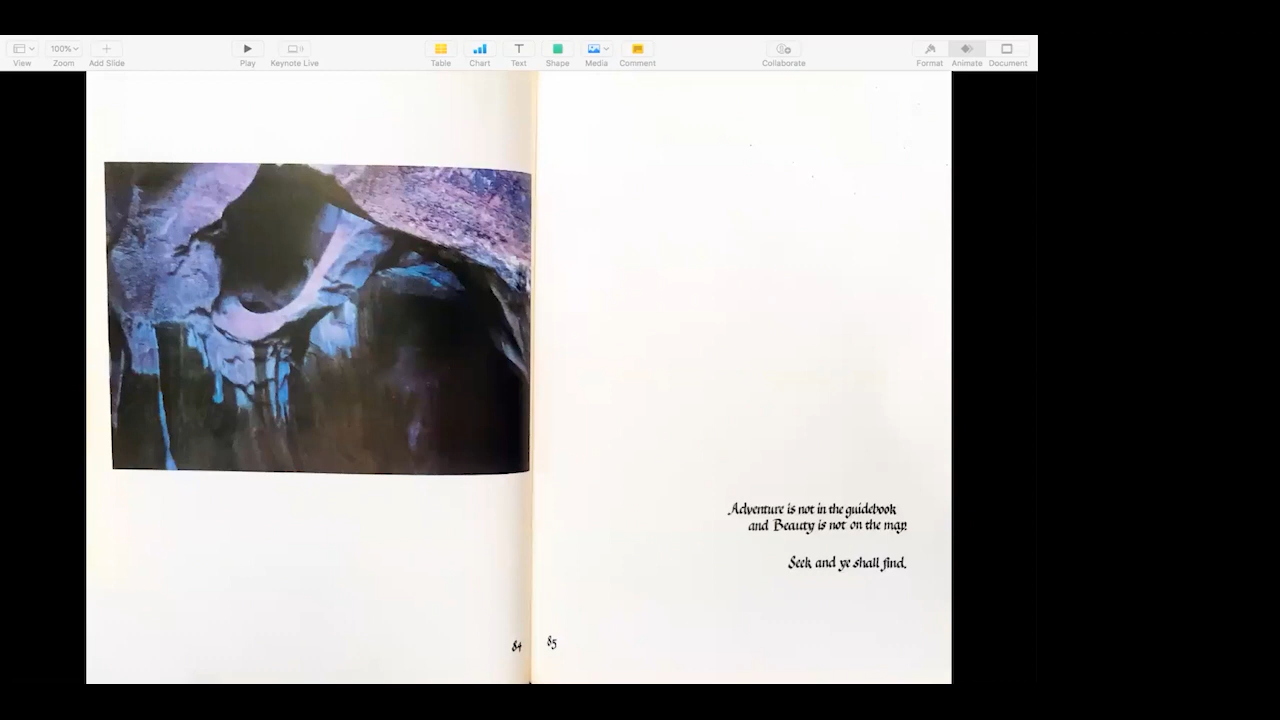 View
100%
Zoom
Add Slide
Play
Keynote Live
Table
Chart
Text
Shape
Media
Comment
Collaborate
Format
Animate
Document
Adventure is not in the guidebook
and Beauty is not on the map.
Seek and ye shall find.
84
85